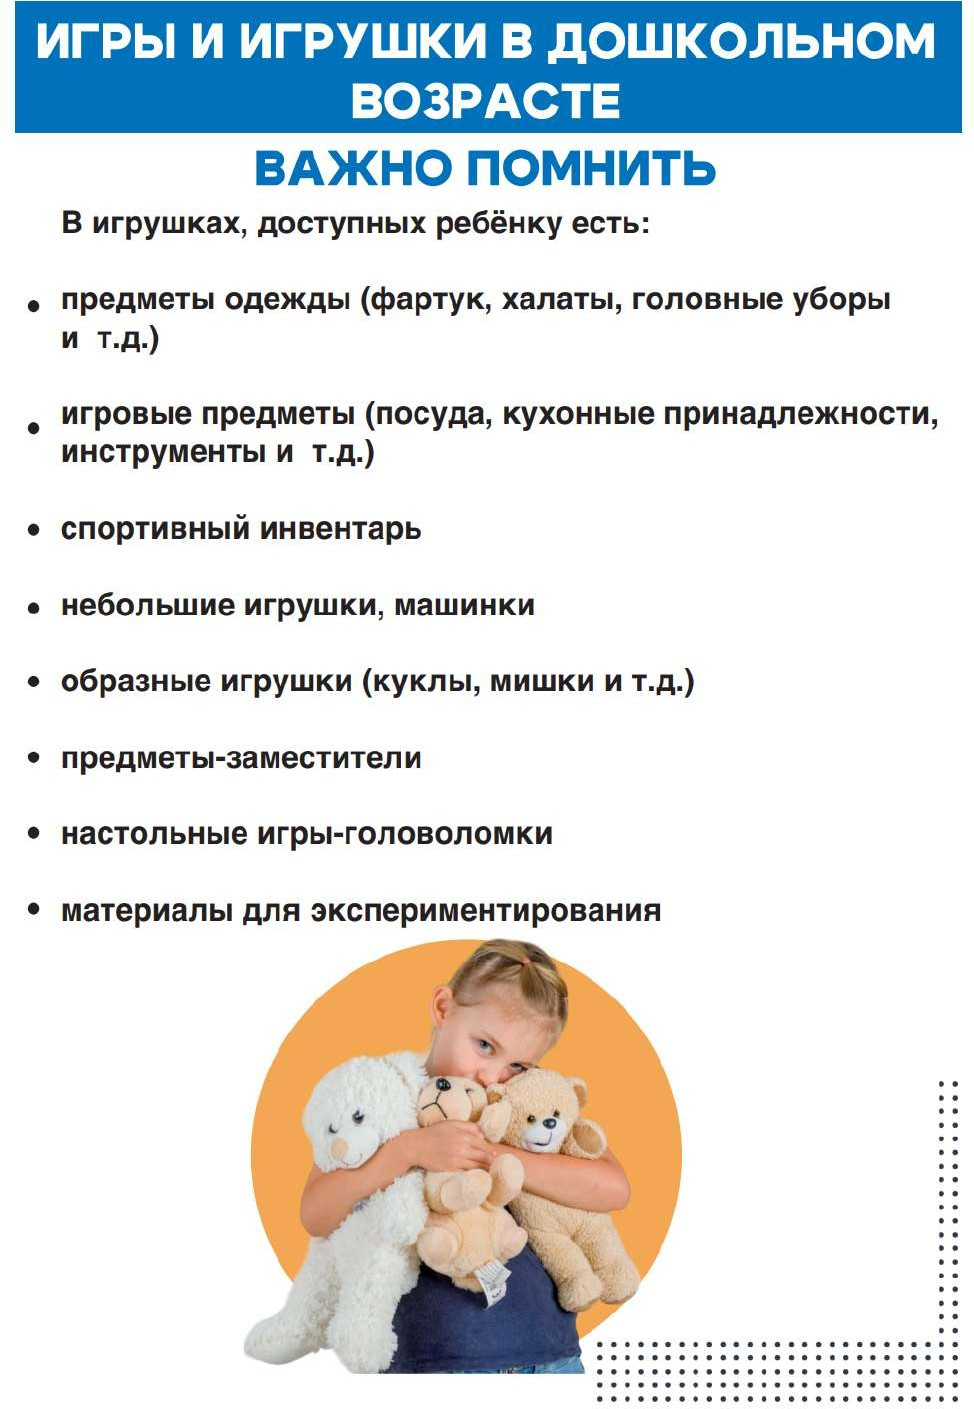 ИГРЫ И ИГРУШКИ В ДОШКОЛЬНОМ
ВОЗРАСТЕ
ВАЖНО ПОМНИТЬ
В игрушках, доступных ребёнку есть:
• предметы одежды (фартук, халаты, головные уборы
и т.д.)
• игровые предметы (посуда, кухонные принадлежности,
инструменты и т.д.)
• спортивный инвентарь
• небольшие игрушки, машинки
• образные игрушки (куклы, мишки и т.д.)
• предметы-заместители
• настольные игры-головоломки
• материалы для экспериментирования